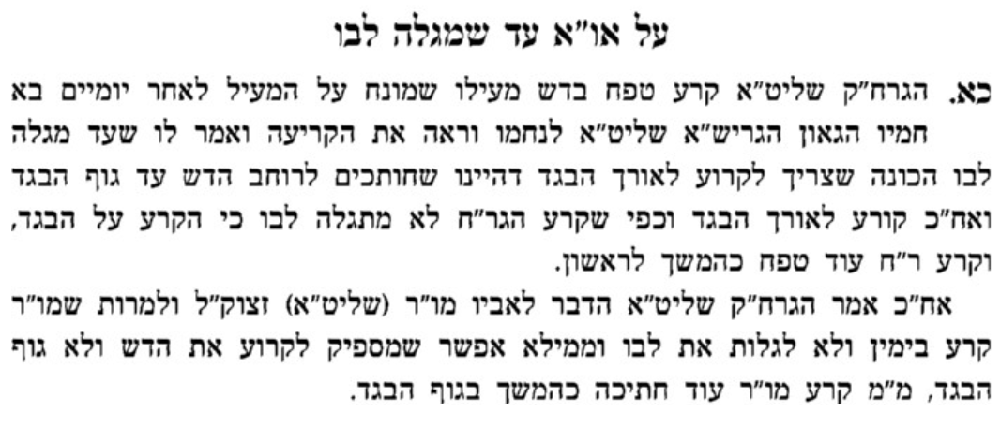 על או״א עד שמגלה לבו
כא. הגרח״ק שליט״א קרע טפח בדש מעילו שמונח על המעיל לאחר יומיים בא
חמיו הגאון הגריש״א שליט״א לנחמו וראה את הקריעה ואמר לו שעד מגלה
לבו הכונה שצריך לקרוע לאורך הבגד דהיינו שחותכים לרוחב הדש עד גוף הבגד
ואח״כ קורע לאורך הבגד וכפי שקרע הגר״ח לא מתגלה לבו כי הקרע על הבגד,
וקרע ר״ח עוד טפח כהמשך לראשון.
אח״כ אמר הגרח״ק שליט״א הדבר לאביו מו״ר (שליט״א) זצוק״ל ולמרות שמו״ר
קרע בימין ולא לגלות את לבו וממילא אפשר שמספיק לקרוע את הדש ולא גוף
הבגד, מ״מ קרע מו״ר עוד חתיכה כהמשך בגוף הבגד.